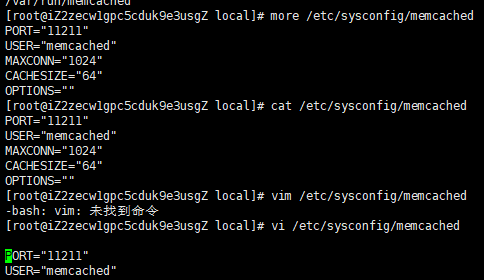 /var/run/memcached
[root@iZ2zecw1gpc5cduk9e3usgZ local]# more /etc/sysconfig/memcached
PORT="11211"
USER="memcached"
MAXCONN="1024"
CACHESIZE="64"
OPTIONS=""
[root@iZ2zecw1gpc5cduk9e3usgZ local]# cat /etc/sysconfig/memcached
PORT="11211"
USER="memcached"
MAXCONN="1024"
CACHESIZE="64"
OPTIONS=""
[root@iZ2zecw1gpc5cduk9e3usgZ local]# vim /etc/sysconfig/memcached
-bash: vim: 未找到命令
[root@iZ2zecw1gpc5cduk9e3usgZ local]# vi /etc/sysconfig/memcached
PORT="11211"
USER="memcached"